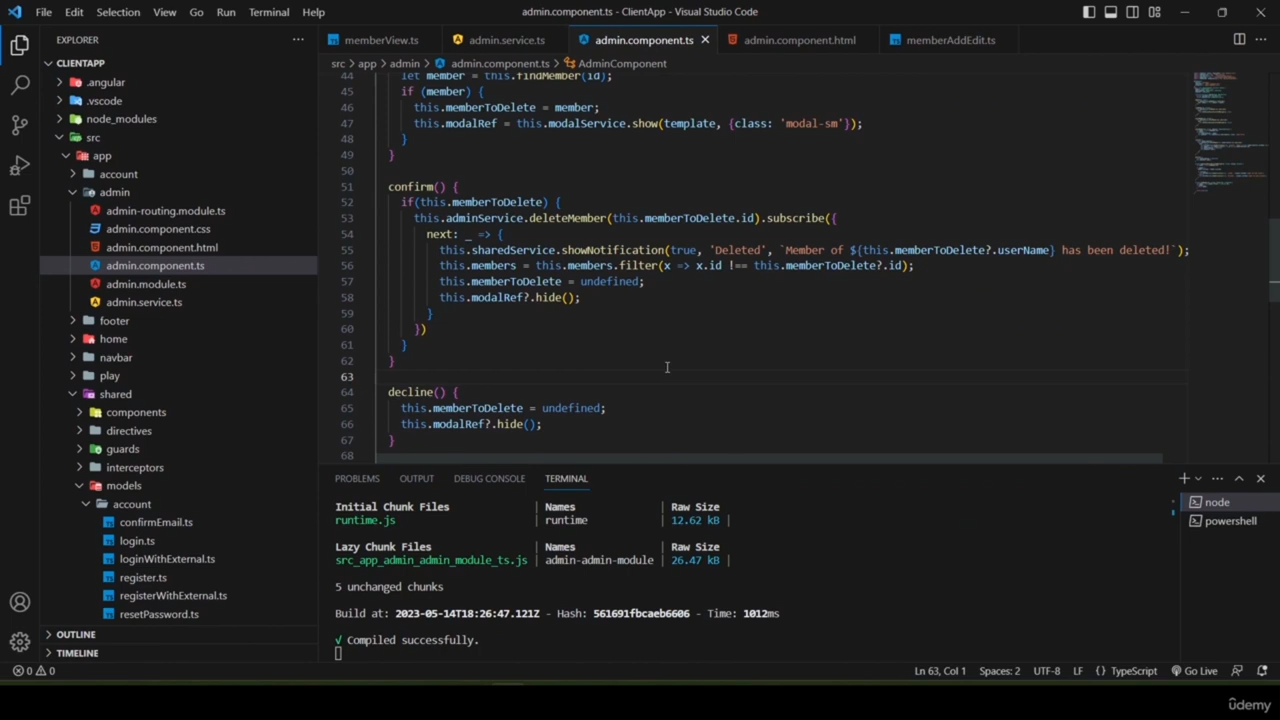 File Edit Selection View Go Run Terminal Help admin.component.ts - ClientApp - Visual Studio Code
EXPLORER
CLIENTAPP
.angular
.vscode
node_modules
src
app
account
admin
admin-routing.module.ts
admin.component.css
admin.component.html
admin.component.ts
admin.module.ts
admin.service.ts
footer
home
navbar
play
shared
components
directives
guards
interceptors
models
account
confirmEmail.ts
login.ts
loginWithExternal.ts
register.ts
registerWithExternal.ts
resetPassword.ts
OUTLINE
TIMELINE
memberView.ts admin.service.ts admin.component.ts admin.component.html memberAddEdit.ts
src > app > admin > admin.component.ts > AdminComponent
44 let member = this.findMember(id);
45 if (member) {
46 this.memberToDelete = member;
47 this.modalRef = this.modalService.show(template, {class: 'modal-sm'});
48 }
49 }
50
51 confirm() {
52 if(this.memberToDelete) {
53 this.adminService.deleteMember(this.memberToDelete.id).subscribe({
54 next: _ => {
55 this.sharedService.showNotification(true, 'Deleted', `Member of ${this.memberToDelete?.userName} has been deleted!`);
56 this.members = this.members.filter(x => x.id !== this.memberToDelete?.id);
57 this.memberToDelete = undefined;
58 this.modalRef?.hide();
59 }
60 })
61 }
62 }
63
64 decline() {
65 this.memberToDelete = undefined;
66 this.modalRef?.hide();
67 }
68
PROBLEMS OUTPUT DEBUG CONSOLE TERMINAL
Initial Chunk Files | Names | Raw Size
runtime.js | runtime | 12.62 kB |
Lazy Chunk Files | Names | Raw Size
src_app_admin_admin_module_ts.js | admin-admin-module | 26.47 kB |
5 unchanged chunks
Build at: 2023-05-14T18:26:47.121Z - Hash: 561691fbcaeb6606 - Time: 1012ms
√ Compiled successfully.
node
powershell
0 0 Ln 63, Col 1 Spaces: 2 UTF-8 LF {} TypeScript Go Live
ûdemy